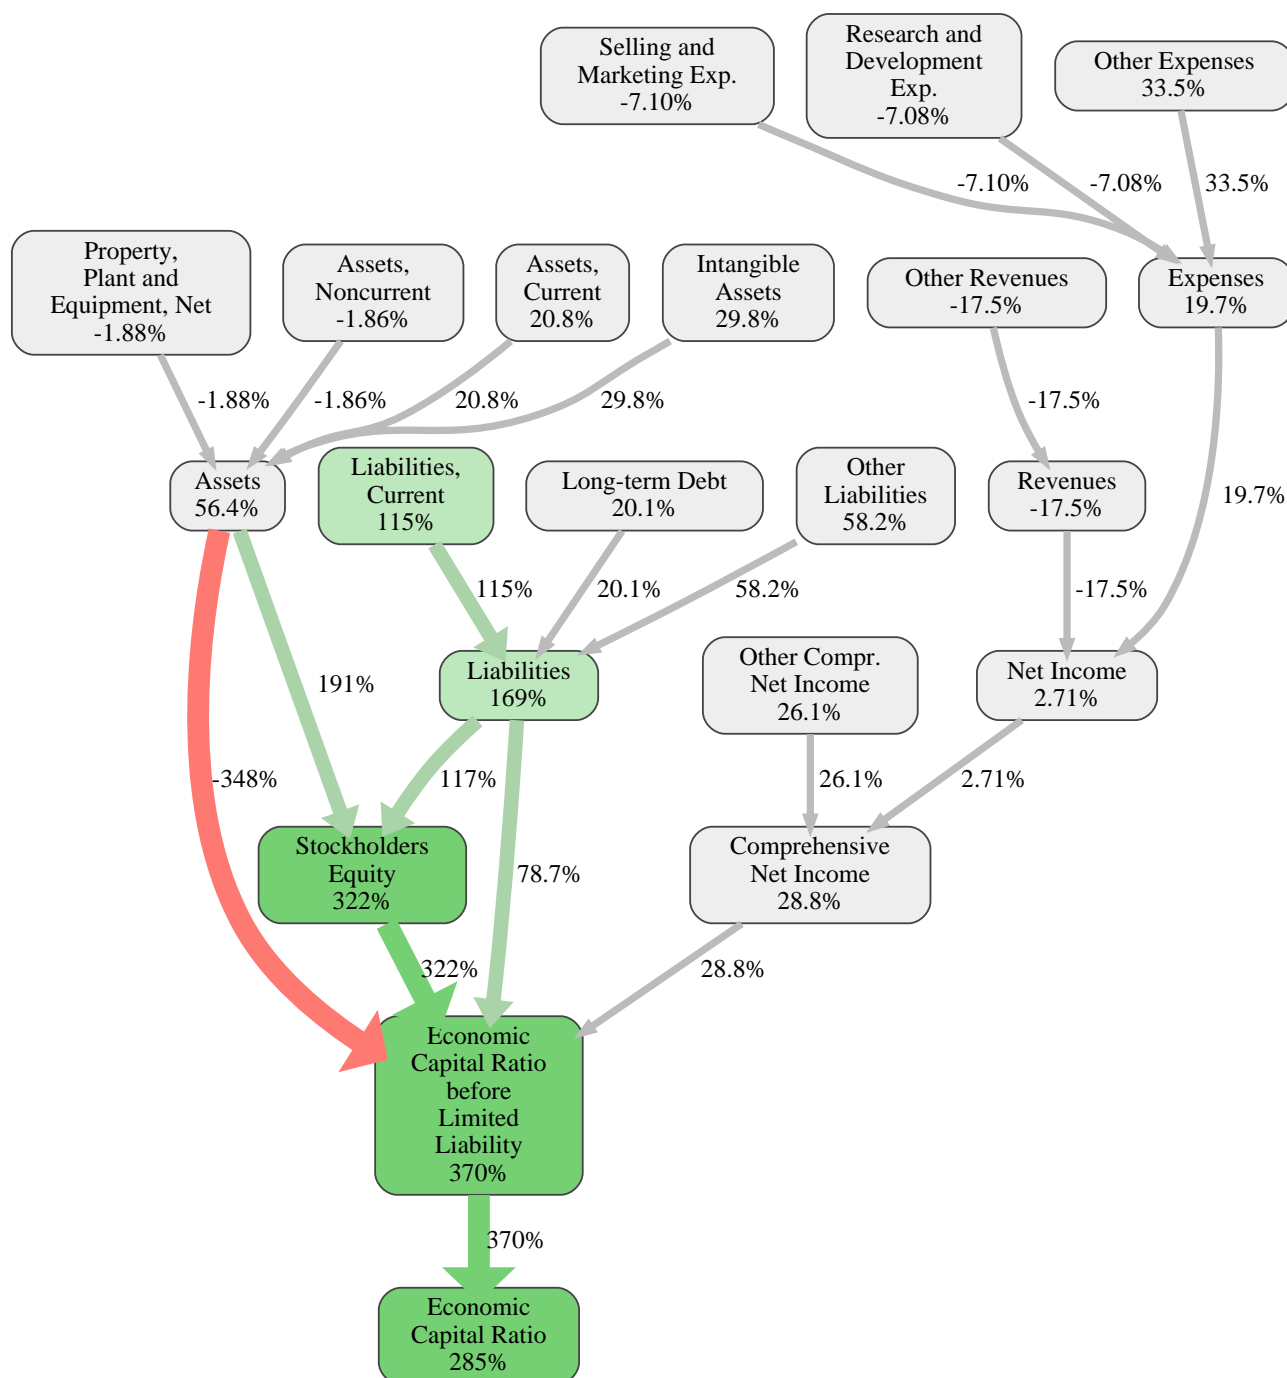 Selling and
Marketing Exp.
-7.10%
Research and
Development
Exp.
-7.08%
Other Expenses
33.5%
-7.10%
-7.08%
33.5%
Property,
Plant and
Equipment, Net
-1.88%
Assets,
Noncurrent
-1.86%
Assets,
Current
20.8%
Intangible
Assets
29.8%
Other Revenues
-17.5%
Expenses
19.7%
-1.88%
-1.86%
20.8%
29.8%
-17.5%
19.7%
Assets
56.4%
Liabilities,
Current
115%
Long-term Debt
20.1%
Other
Liabilities
58.2%
Revenues
-17.5%
115%
20.1%
58.2%
-17.5%
191%
Liabilities
169%
Other Compr.
Net Income
26.1%
Net Income
2.71%
-348%
117%
26.1%
2.71%
Stockholders
Equity
322%
78.7%
Comprehensive
Net Income
28.8%
322%
28.8%
Economic
Capital Ratio
before
Limited
Liability
370%
370%
Economic
Capital Ratio
285%